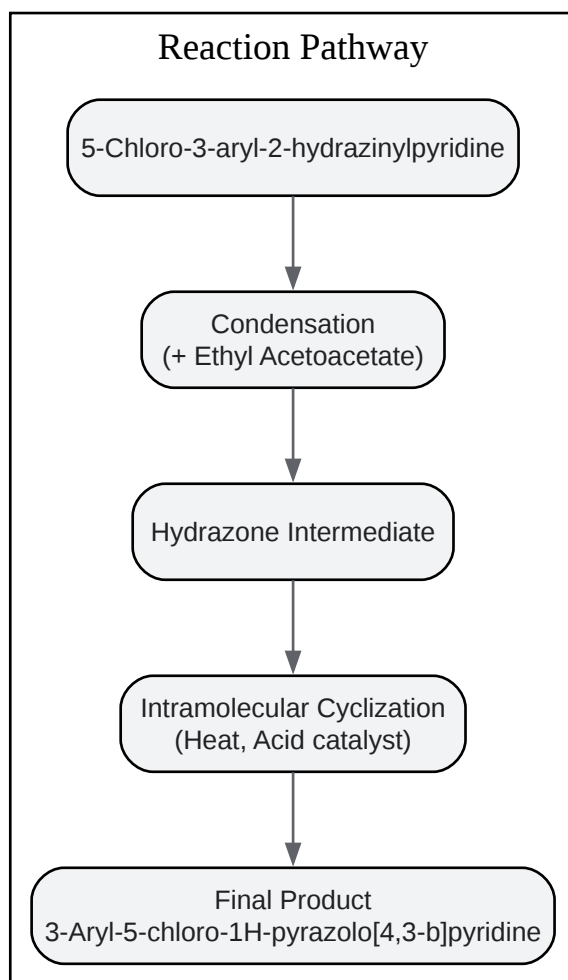 Reaction Pathway
5-Chloro-3-aryl-2-hydrazinylpyridine
Condensation
(+ Ethyl Acetoacetate)
Hydrazone Intermediate
Intramolecular Cyclization
(Heat, Acid catalyst)
Final Product
3-Aryl-5-chloro-1H-pyrazolo[4,3-b]pyridine